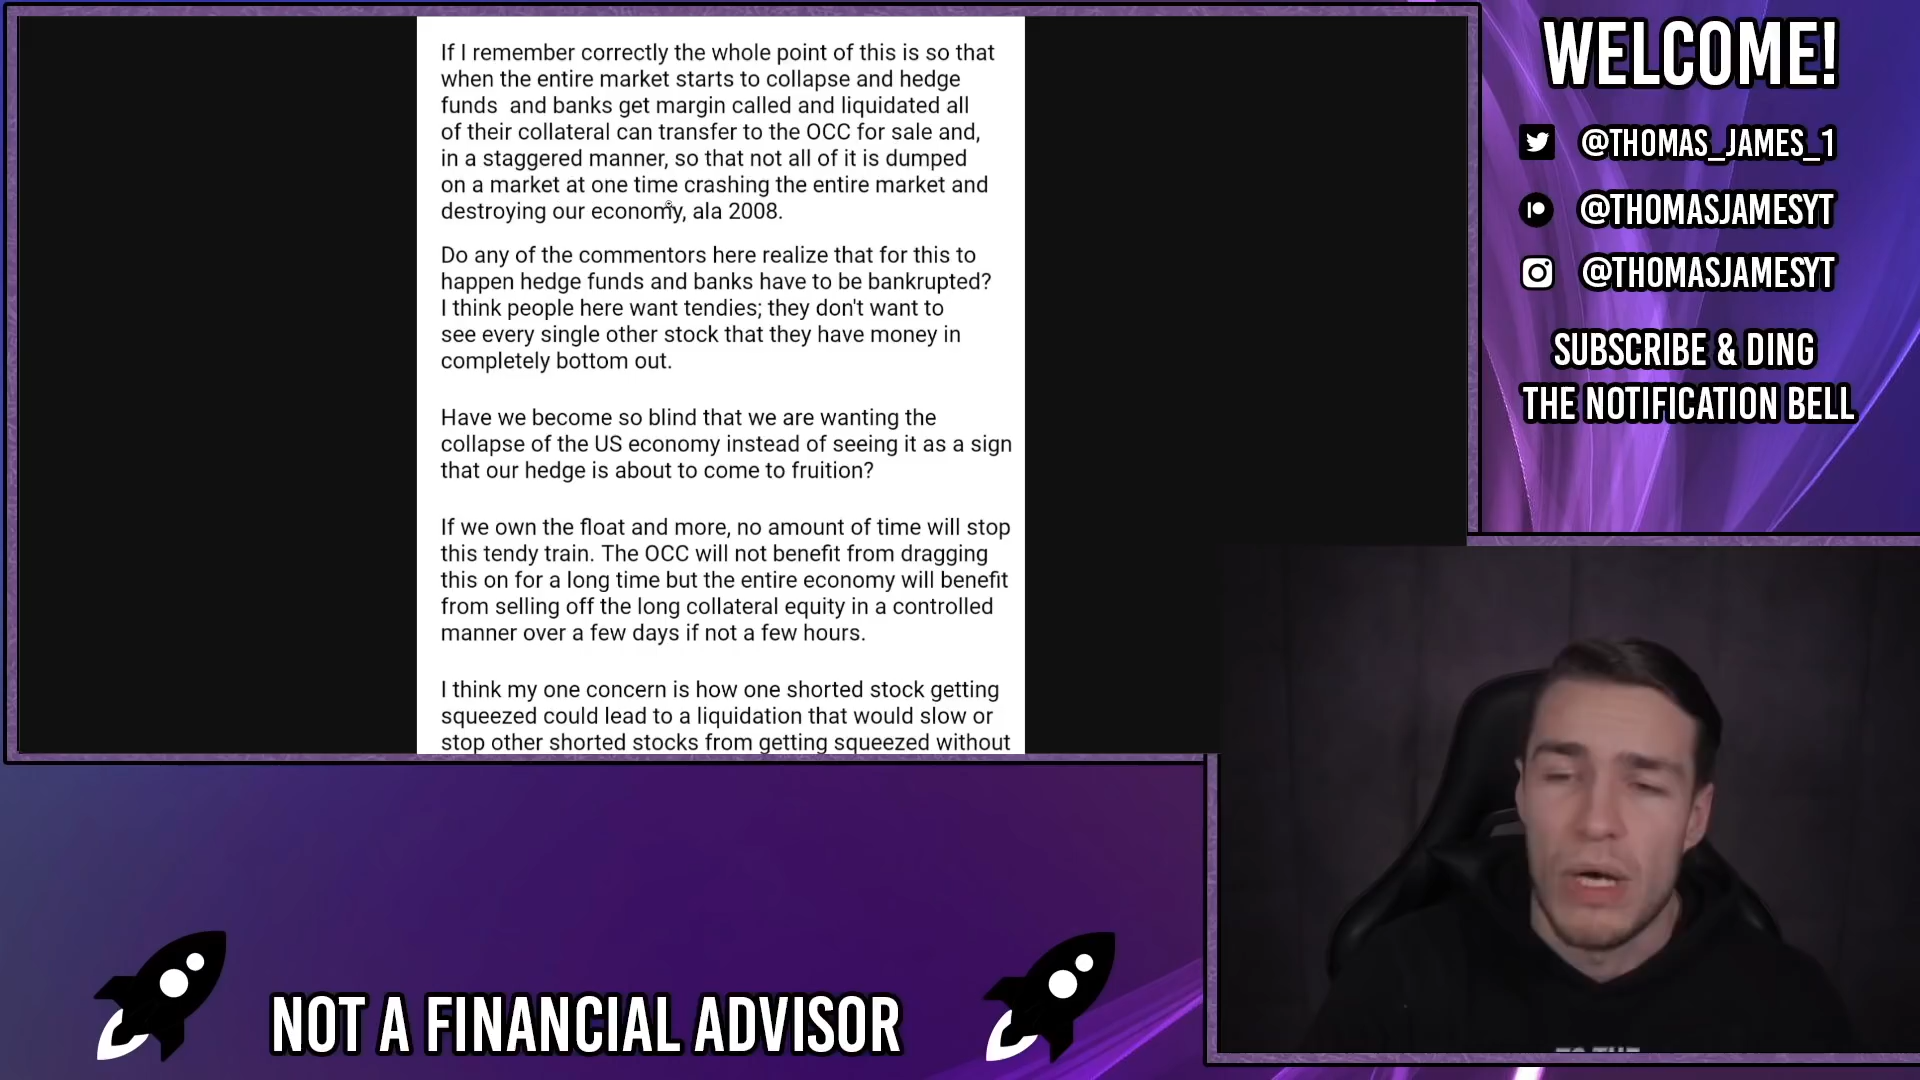 If I remember correctly the whole point of this is so that
when the entire market starts to collapse and hedge
funds  and banks get margin called and liquidated all
of their collateral can transfer to the OCC for sale and,
in a staggered manner, so that not all of it is dumped
on a market at one time crashing the entire market and
destroying our economy, ala 2008.
Do any of the commentors here realize that for this to
happen hedge funds and banks have to be bankrupted?
I think people here want tendies; they don't want to
see every single other stock that they have money in
completely bottom out.
Have we become so blind that we are wanting the
collapse of the US economy instead of seeing it as a sign
that our hedge is about to come to fruition?
If we own the float and more, no amount of time will stop
this tendy train. The OCC will not benefit from dragging
this on for a long time but the entire economy will benefit
from selling off the long collateral equity in a controlled
manner over a few days if not a few hours.
I think my one concern is how one shorted stock getting
squeezed could lead to a liquidation that would slow or
stop other shorted stocks from getting squeezed without
WELCOME!
@THOMAS_JAMES_1
@THOMASJAMESYT
@THOMASJAMESYT
SUBSCRIBE & DING
THE NOTIFICATION BELL
NOT A FINANCIAL ADVISOR